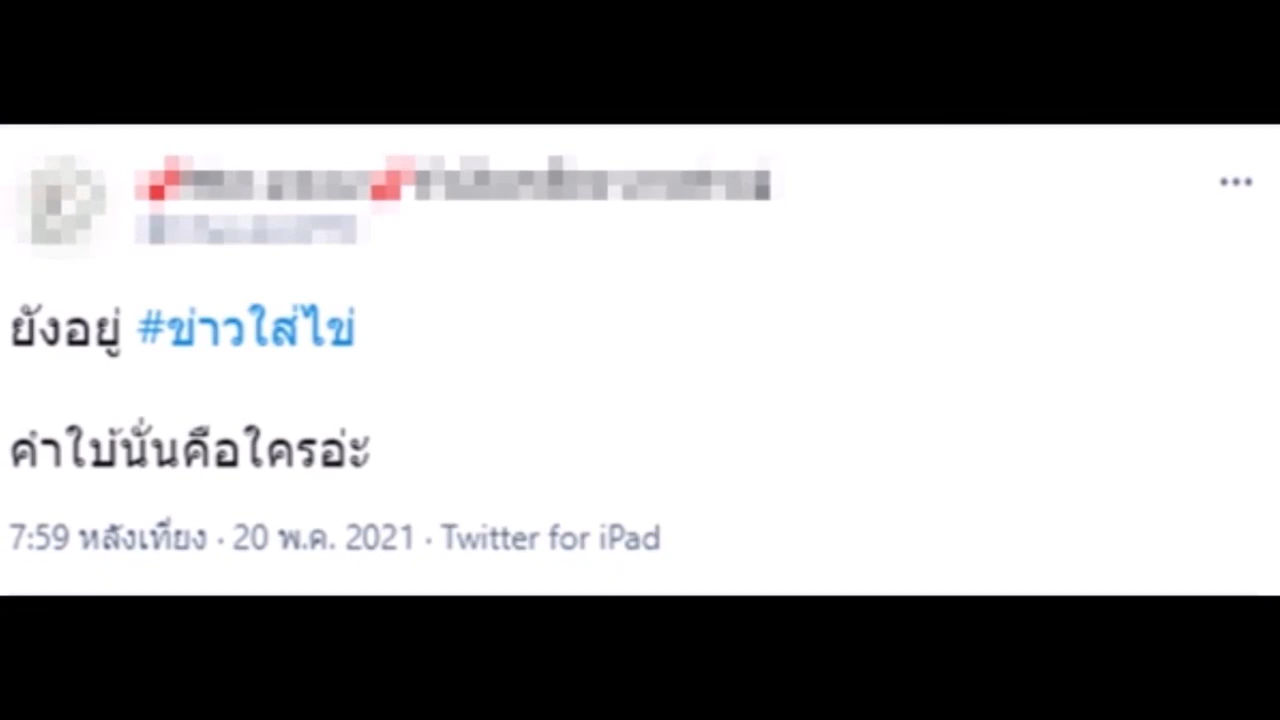 ยังอยู่ #ข่าวใส่ไข่
คำใบ้นั่นคือใครอ่ะ
7:59 หลังเที่ยง · 20 พ.ค. 2021 · Twitter for iPad